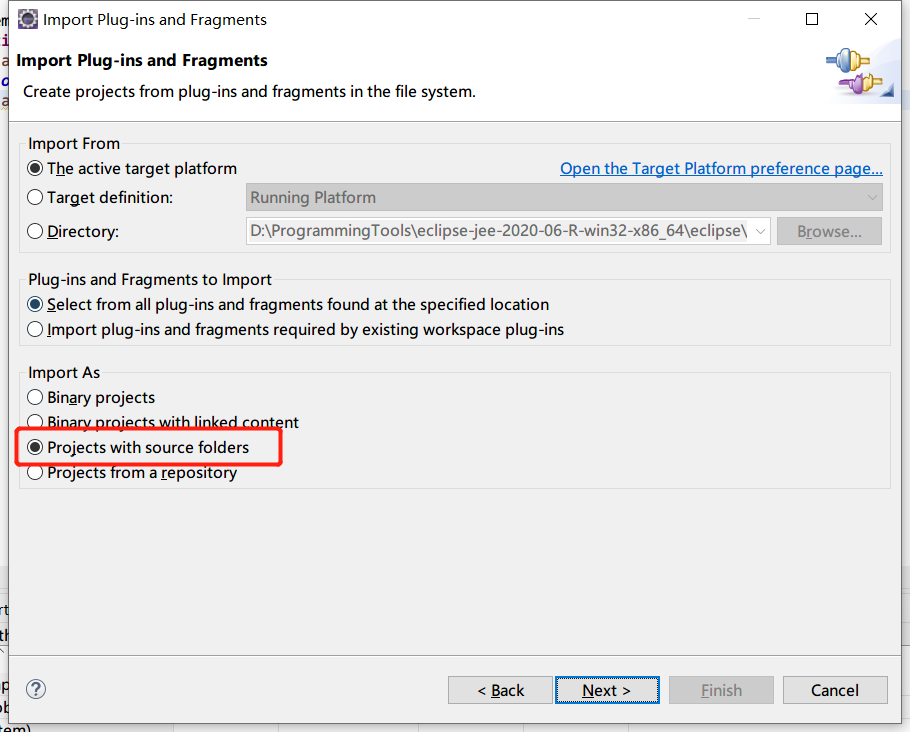 Import Plug-ins and Fragments
Import Plug-ins and Fragments
Create projects from plug-ins and fragments in the file system.
Import From
The active target platform
Open the Target Platform preference page...
Target definition:
Running Platform
Directory:
D:\ProgrammingTools\eclipse-jee-2020-06-R-win32-x86_64\eclipse\
Browse...
Plug-ins and Fragments to Import
Select from all plug-ins and fragments found at the specified location
Import plug-ins and fragments required by existing workspace plug-ins
Import As
Binary projects
Binary projects with linked content
Projects with source folders
Projects from a repository
?
< Back
Next >
Finish
Cancel